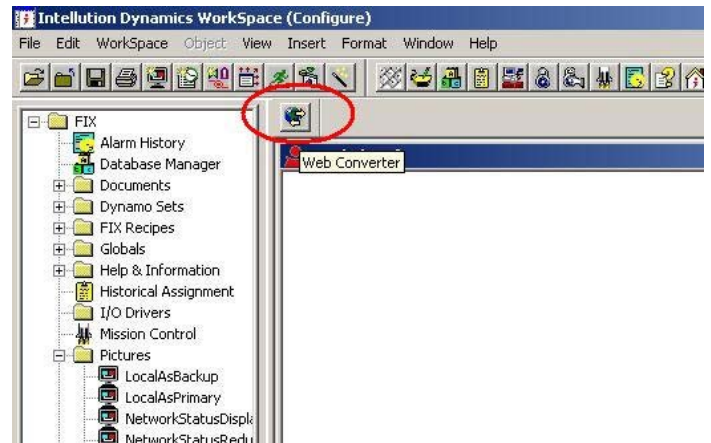 Intellution Dynamics WorkSpace (Configure)
File Edit WorkSpace Object View Insert Format Window Help
FIX
Alarm History
Database Manager
Web Converter
Documents
Dynamo Sets
FIX Recipes
Globals
Help & Information
Historical Assignment
I/O Drivers
Mission Control
Pictures
LocalAsBackup
LocalAsPrimary
NetworkStatusDispla
NetworkStatusRedu